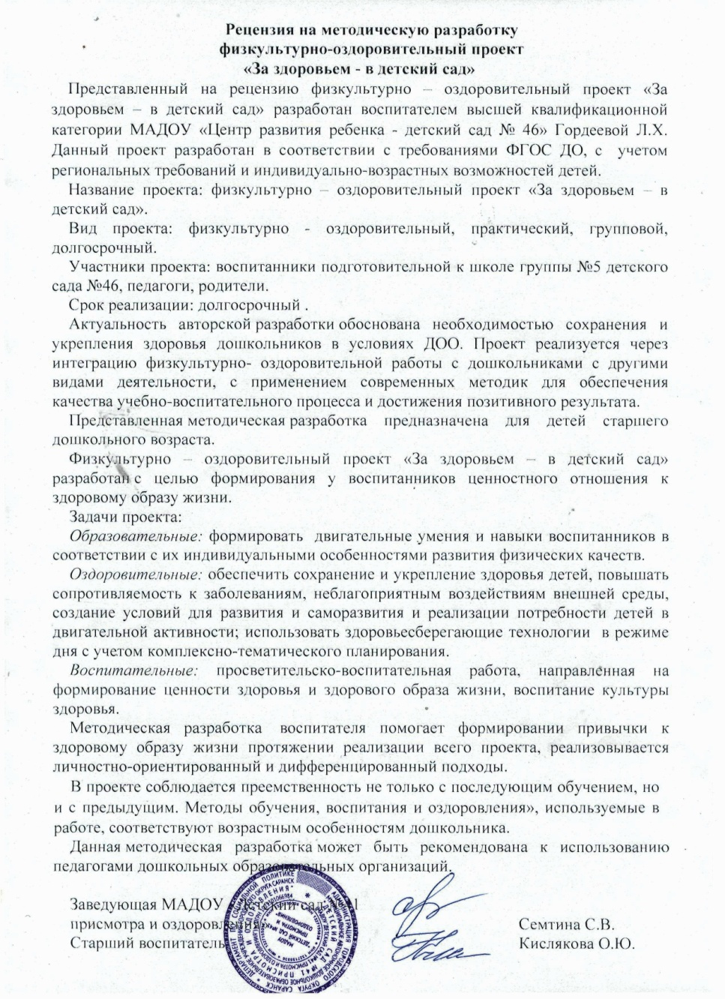 Рецензия на методическую разработку
физкультурно-оздоровительный проект
«За здоровьем - в детский сад»
Представленный на рецензию физкультурно – оздоровительный проект «За
здоровьем – в детский сад» разработан воспитателем высшей квалификационной
категории МАДОУ «Центр развития ребенка - детский сад № 46» Гордеевой Л.Х.
Данный проект разработан в соответствии с требованиями ФГОС ДО, с учетом
региональных требований и индивидуально-возрастных возможностей детей.
Название проекта: физкультурно – оздоровительный проект «За здоровьем – в
детский сад».
Вид проекта: физкультурно - оздоровительный, практический, групповой,
долгосрочный.
Участники проекта: воспитанники подготовительной к школе группы №5 детского
сада №46, педагоги, родители.
Срок реализации: долгосрочный .
Актуальность авторской разработки обоснована необходимостью сохранения и
укрепления здоровья дошкольников в условиях ДОО. Проект реализуется через
интеграцию физкультурно- оздоровительной работы с дошкольниками с другими
видами деятельности, с применением современных методик для обеспечения
качества учебно-воспитательного процесса и достижения позитивного результата.
Представленная методическая разработка предназначена для детей старшего
дошкольного возраста.
Физкультурно – оздоровительный проект «За здоровьем – в детский сад»
разработан с целью формирования у воспитанников ценностного отношения к
здоровому образу жизни.
Задачи проекта:
Образовательные: формировать двигательные умения и навыки воспитанников в
соответствии с их индивидуальными особенностями развития физических качеств.
Оздоровительные: обеспечить сохранение и укрепление здоровья детей, повышать
сопротивляемость к заболеваниям, неблагоприятным воздействиям внешней среды,
создание условий для развития и саморазвития и реализации потребности детей в
двигательной активности; использовать здоровьесберегающие технологии в режиме
дня с учетом комплексно-тематического планирования.
Воспитательные: просветительско-воспитательная работа, направленная на
формирование ценности здоровья и здорового образа жизни, воспитание культуры
здоровья.
Методическая разработка воспитателя помогает формировании привычки к
здоровому образу жизни протяжении реализации всего проекта, реализовывается
личностно-ориентированный и дифференцированный подходы.
В проекте соблюдается преемственность не только с последующим обучением, но
и с предыдущим. Методы обучения, воспитания и оздоровления», используемые в
работе, соответствуют возрастным особенностям дошкольника.
Данная методическая разработка может быть рекомендована к использованию
педагогами дошкольных образовательных организаций.
Заведующая МАДОУ
присмотра и оздоровления» Семтина С.В.
Старший воспитатель Кислякова О.Ю.